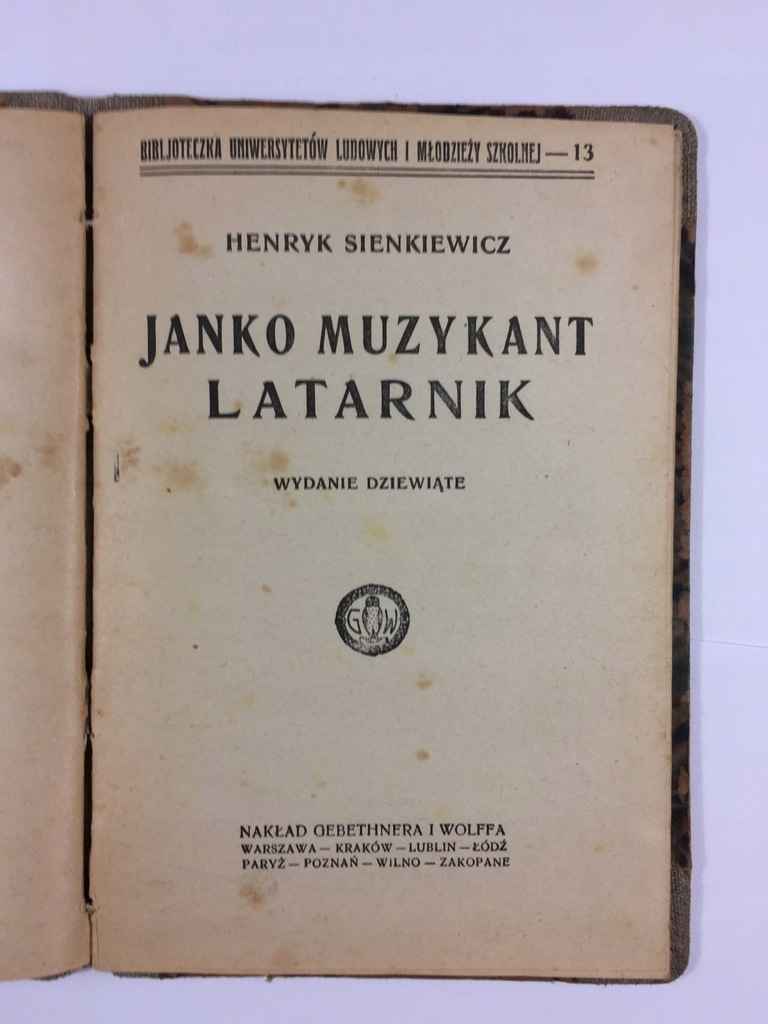 BIBLJOTECZKA UNIWERSYTETÓW LUDOWYCH I MŁODZIEŻY SZKOLNEJ — 13
HENRYK SIENKIEWICZ
JANKO MUZYKANT
LATARNIK
WYDANIE DZIEWIĄTE
G W
NAKŁAD GEBETHNERA I WOLFFA
WARSZAWA — KRAKÓW — LUBLIN — ŁÓDŹ
PARYŻ — POZNAŃ — WILNO — ZAKOPANE